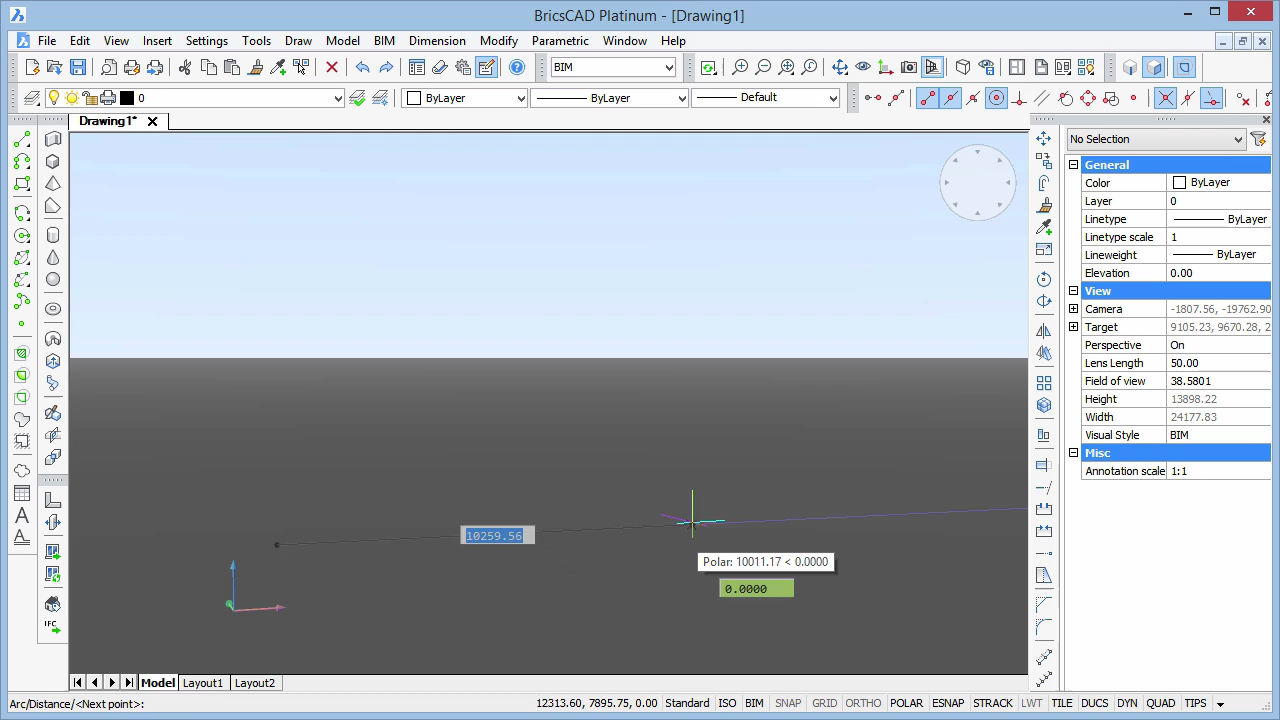 BricsCAD Platinum - [Drawing1]
File Edit View Insert Settings Tools Draw Model BIM Dimension Modify Parametric Window Help
BIM
0 ByLayer ByLayer Default
Drawing1*
No Selection
General
Color ByLayer
Layer 0
Linetype ByLayer
Linetype scale 1
Lineweight ByLayer
Elevation 0.00
View
Camera -1807.56, -19762.90
Target 9105.23, 9670.28, 2
Perspective On
Lens Length 50.00
Field of view 38.5801
Height 13898.22
Width 24177.83
Visual Style BIM
Misc
Annotation scale 1:1
10259.56
Polar: 10011.17 < 0.0000
0.0000
IFC
Model Layout1 Layout2
Arc/Distance/<Next point>: 12313.60, 7895.75, 0.00 Standard ISO BIM SNAP GRID ORTHO POLAR ESNAP STRACK LWT TILE DUCS DYN QUAD TIPS